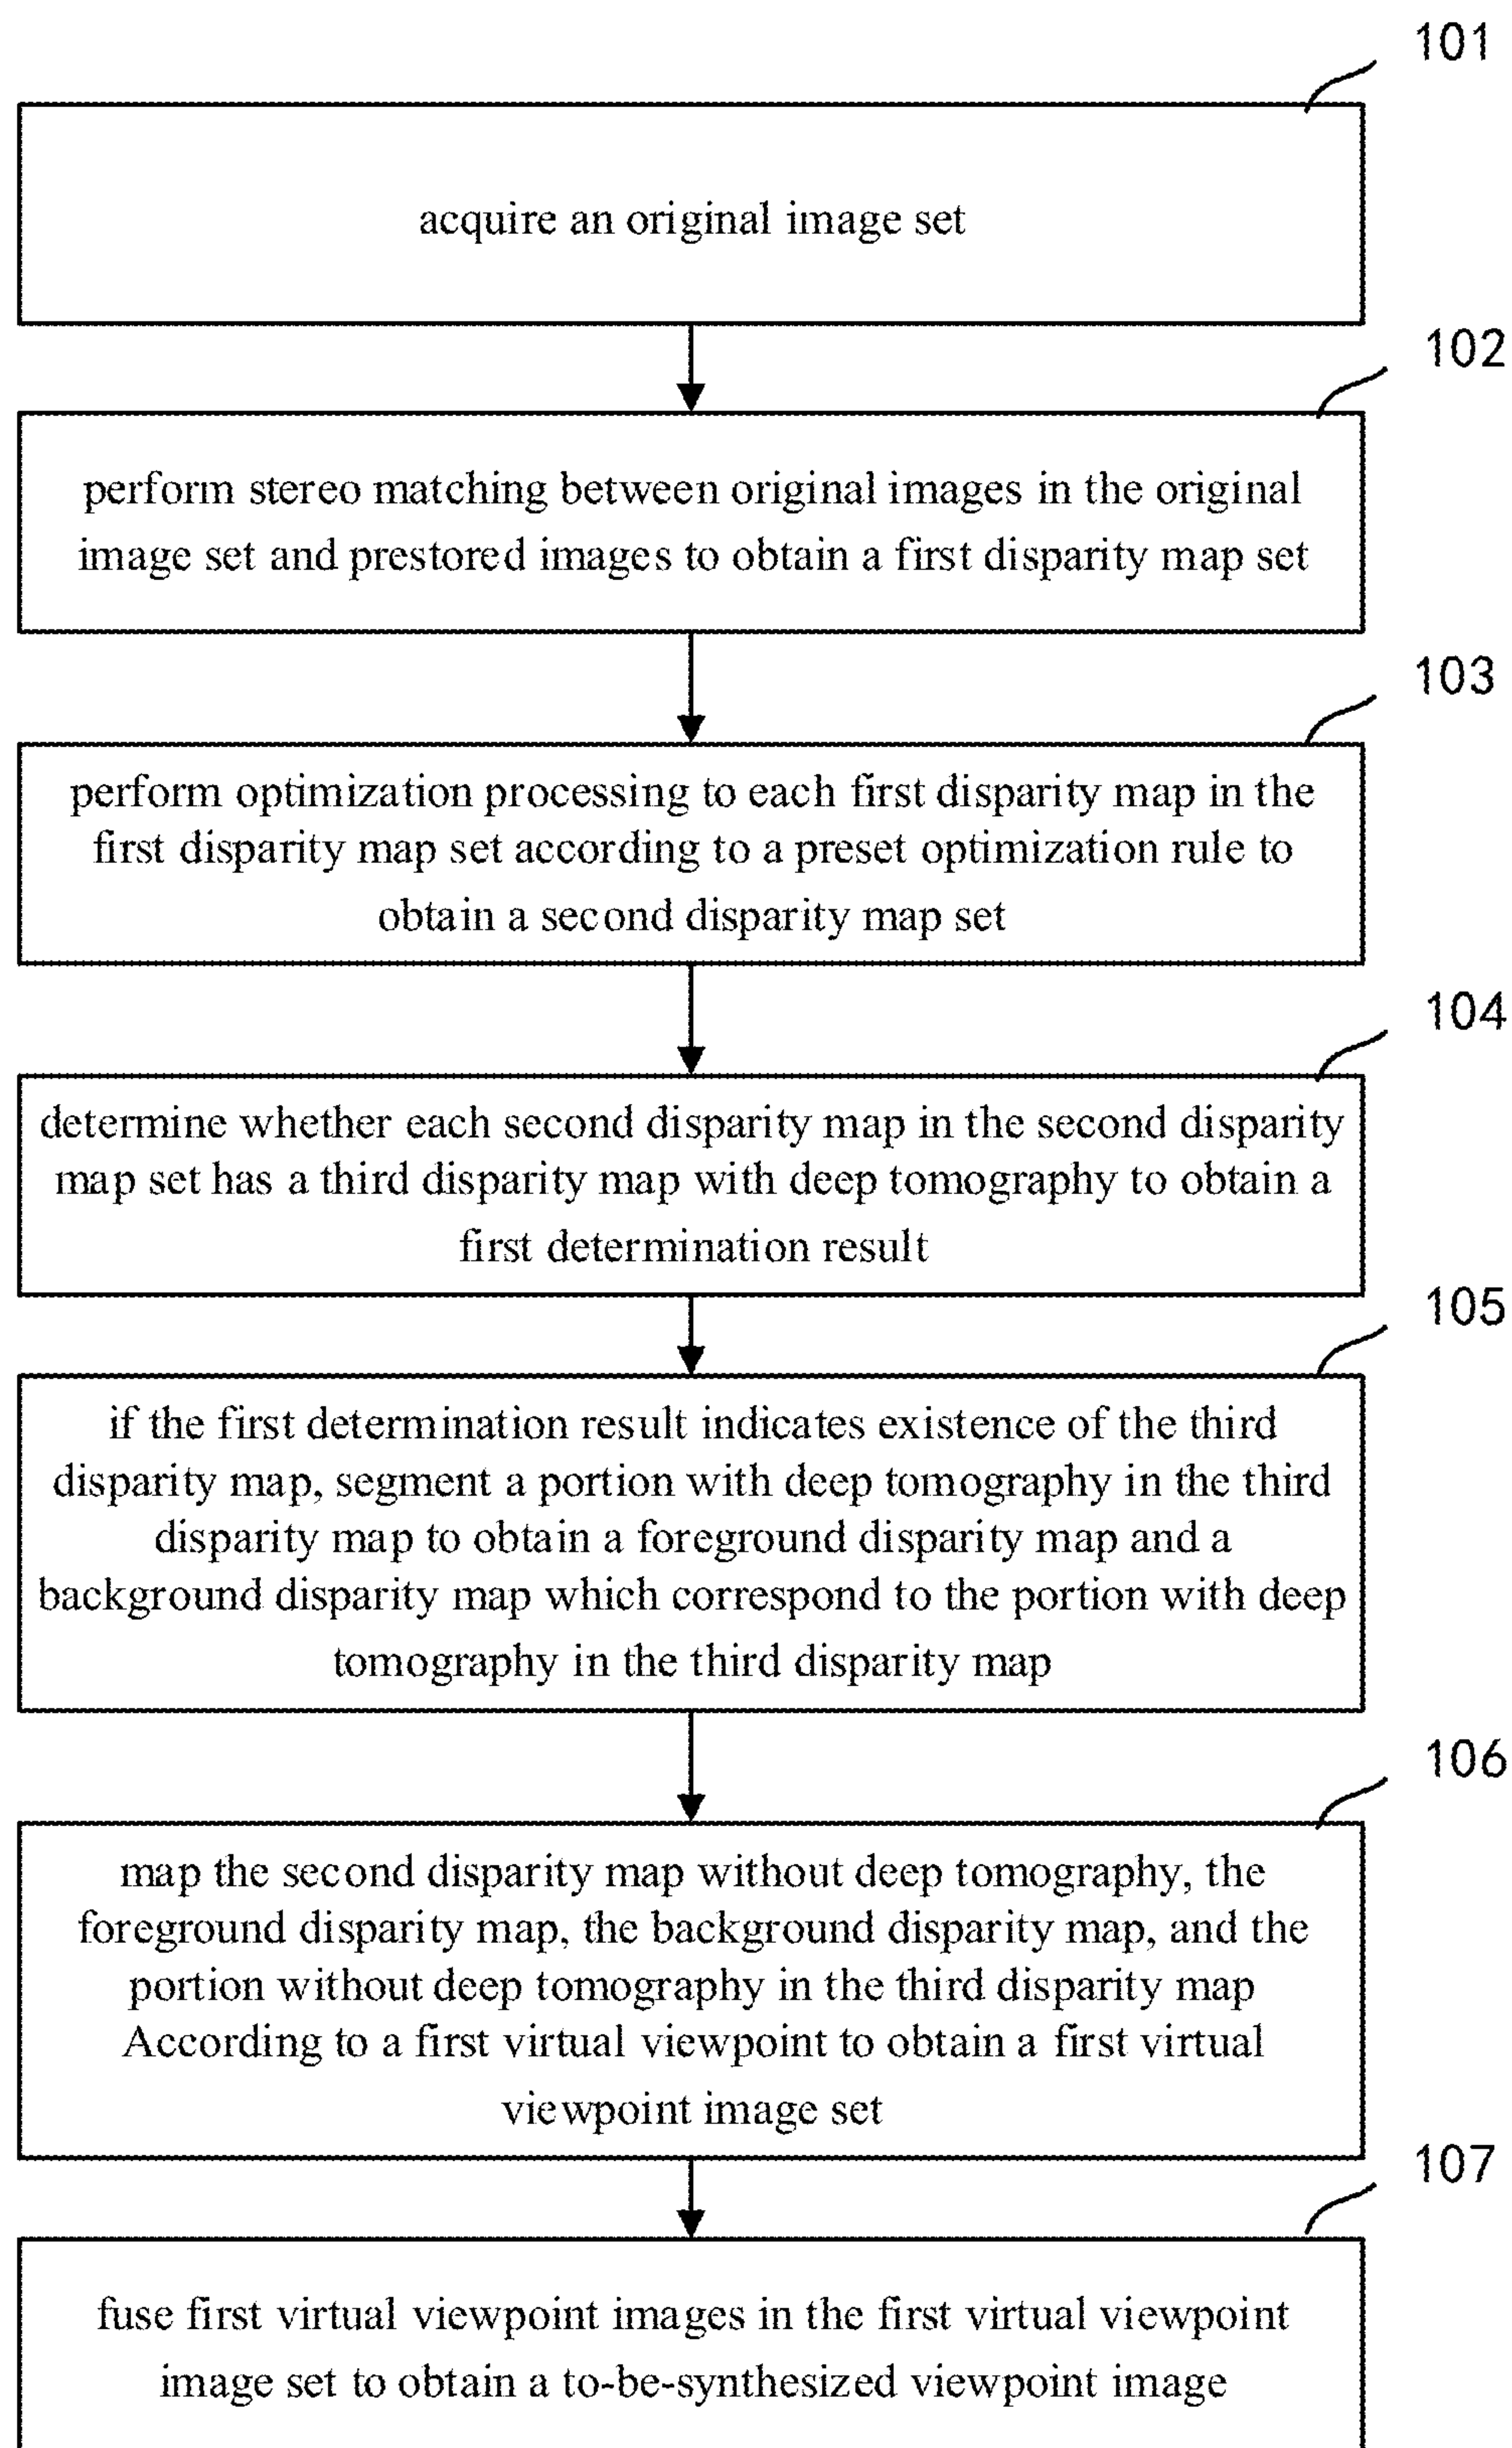 101
acquire an original image set
102
perform stereo matching between original images in the original
image set and prestored images to obtain a first disparity map set
103
perform optimization processing to each first disparity map in the
first disparity map set according to a preset optimization rule to
obtain a second disparity map set
104
determine whether each second disparity map in the second disparity
map set has a third disparity map with deep tomography to obtain a
first determination result
105
if the first determination result indicates existence of the third
disparity map, segment a portion with deep tomography in the third
disparity map to obtain a foreground disparity map and a
background disparity map which correspond to the portion with deep
tomography in the third disparity map
106
map the second disparity map without deep tomography, the
foreground disparity map, the background disparity map, and the
portion without deep tomography in the third disparity map
According to a first virtual viewpoint to obtain a first virtual
viewpoint image set
107
fuse first virtual viewpoint images in the first virtual viewpoint
image set to obtain a to-be-synthesized viewpoint image